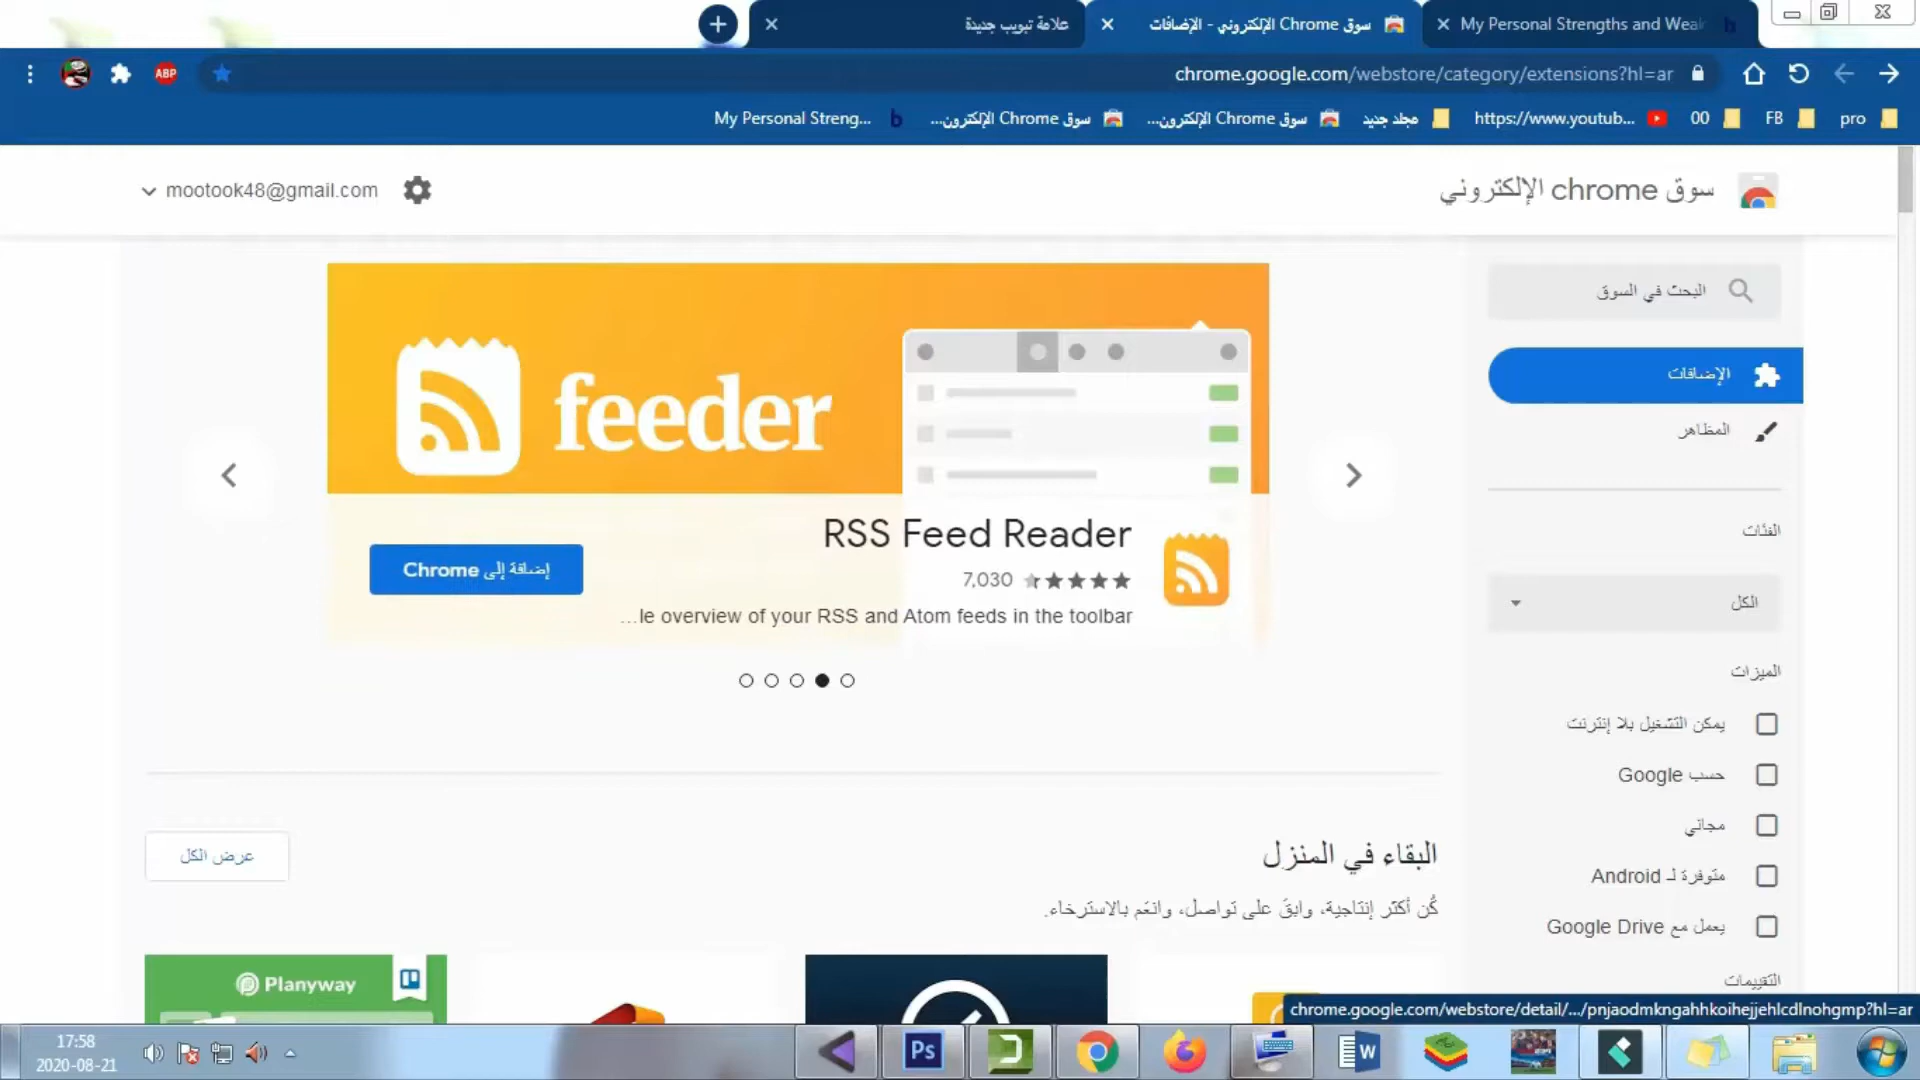 My Personal Strengths and Wea
سوق Chrome الإلكتروني - الإضافات
علامة تبويب جديدة
chrome.google.com/webstore/category/extensions?hl=ar
ABP
pro
FB
00
https://www.youtub...
مجلد جديد
سوق Chrome الإلكترون...
سوق Chrome الإلكترون...
My Personal Streng...
سوق chrome الإلكتروني
mootook48@gmail.com
البحث في السوق
الإضافات
المظاهر
الفئات
الكل
الميزات
يمكن التشغيل بلا إنترنت
حسب Google
مجاني
متوفرة لـ Android
يعمل مع Google Drive
التقييمات
feeder
RSS Feed Reader
7,030
...le overview of your RSS and Atom feeds in the toolbar
إضافة إلى Chrome
البقاء في المنزل
عرض الكل
كُن أكثر إنتاجية، وابقَ على تواصل، وانعَم بالاسترخاء.
Planyway
chrome.google.com/webstore/detail/.../pnjaodmkngahhkoihejjehlcdlnohgmp?hl=ar
Ps
W
17:58
2020-08-21